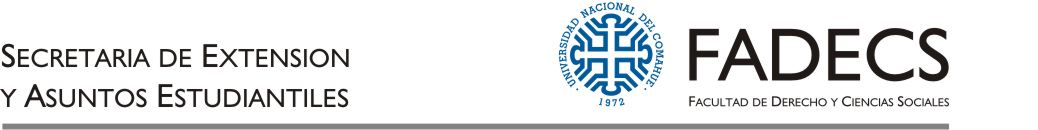 SECRETARIA DE EXTENSION
Y ASUNTOS ESTUDIANTILES
· UNIVERSIDAD NACIONAL DEL COMAHUE ·
1972
FADECS
FACULTAD DE DERECHO Y CIENCIAS SOCIALES